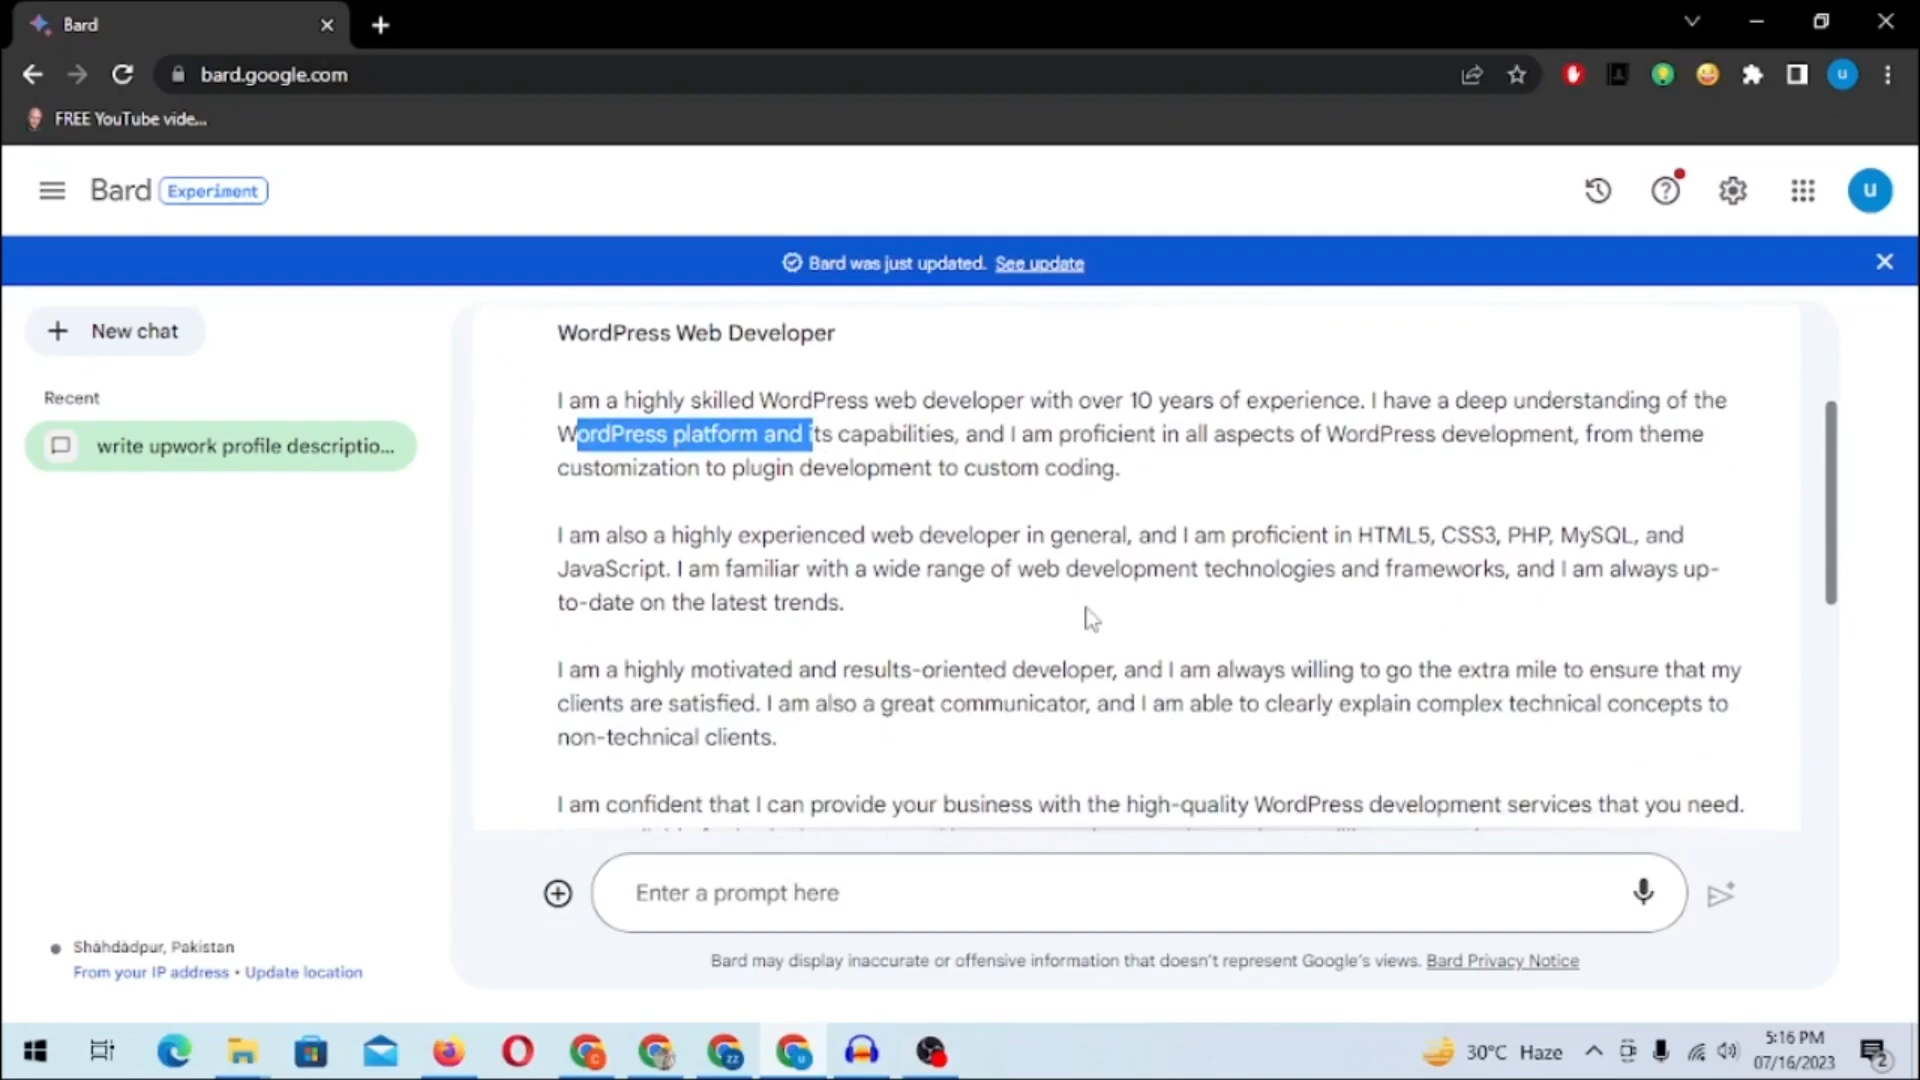 Bard
bard.google.com
u
FREE YouTube vide...
Bard Experiment
u
Bard was just updated. See update
New chat
Recent
write upwork profile descriptio...
WordPress Web Developer
I am a highly skilled WordPress web developer with over 10 years of experience. I have a deep understanding of the
WordPress platform and its capabilities, and I am proficient in all aspects of WordPress development, from theme
customization to plugin development to custom coding.
I am also a highly experienced web developer in general, and I am proficient in HTML5, CSS3, PHP, MySQL, and
JavaScript. I am familiar with a wide range of web development technologies and frameworks, and I am always up-
to-date on the latest trends.
I am a highly motivated and results-oriented developer, and I am always willing to go the extra mile to ensure that my
clients are satisfied. I am also a great communicator, and I am able to clearly explain complex technical concepts to
non-technical clients.
I am confident that I can provide your business with the high-quality WordPress development services that you need.
Enter a prompt here
Bard may display inaccurate or offensive information that doesn't represent Google's views. Bard Privacy Notice
Shāhdādpur, Pakistan
From your IP address • Update location
30°C Haze
5:16 PM
07/16/2023
2